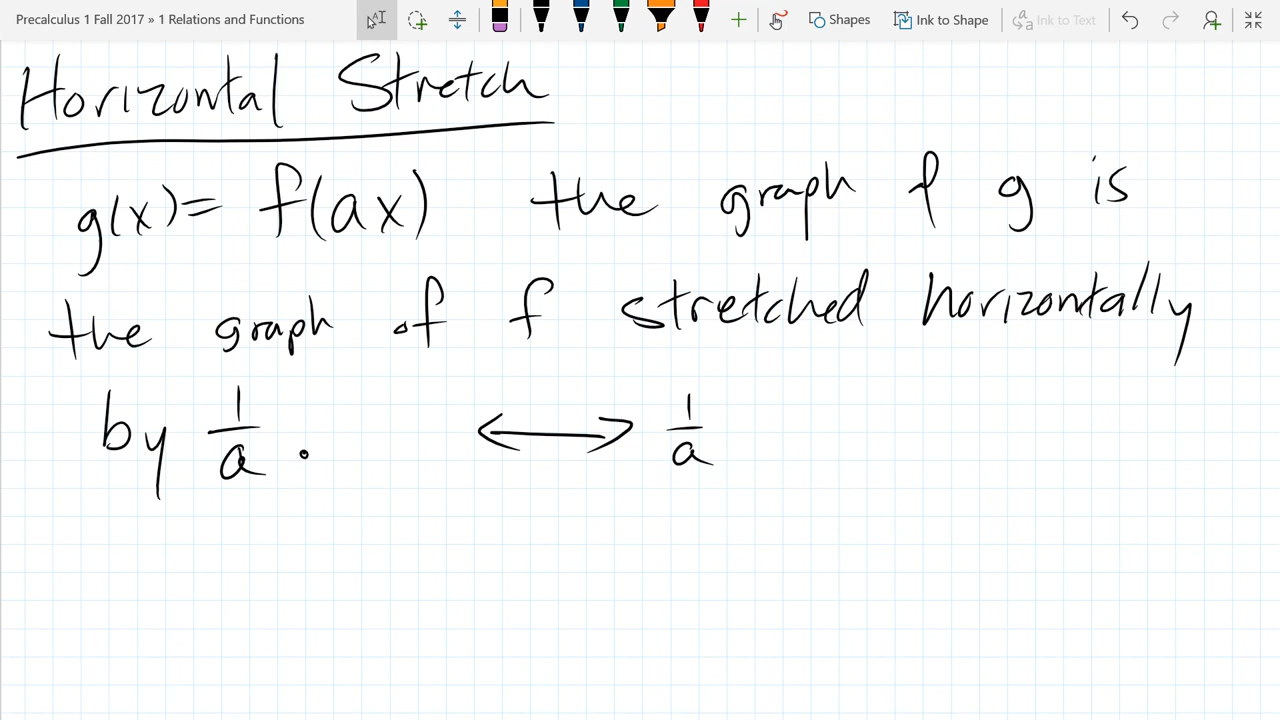 Precalculus 1 Fall 2017 » 1 Relations and Functions Shapes Ink to Shape Ink to Text
Horizontal Stretch
g(x) = f(ax) the graph of g is
the graph of f stretched horizontally
by 1/a. ⟷ 1/a